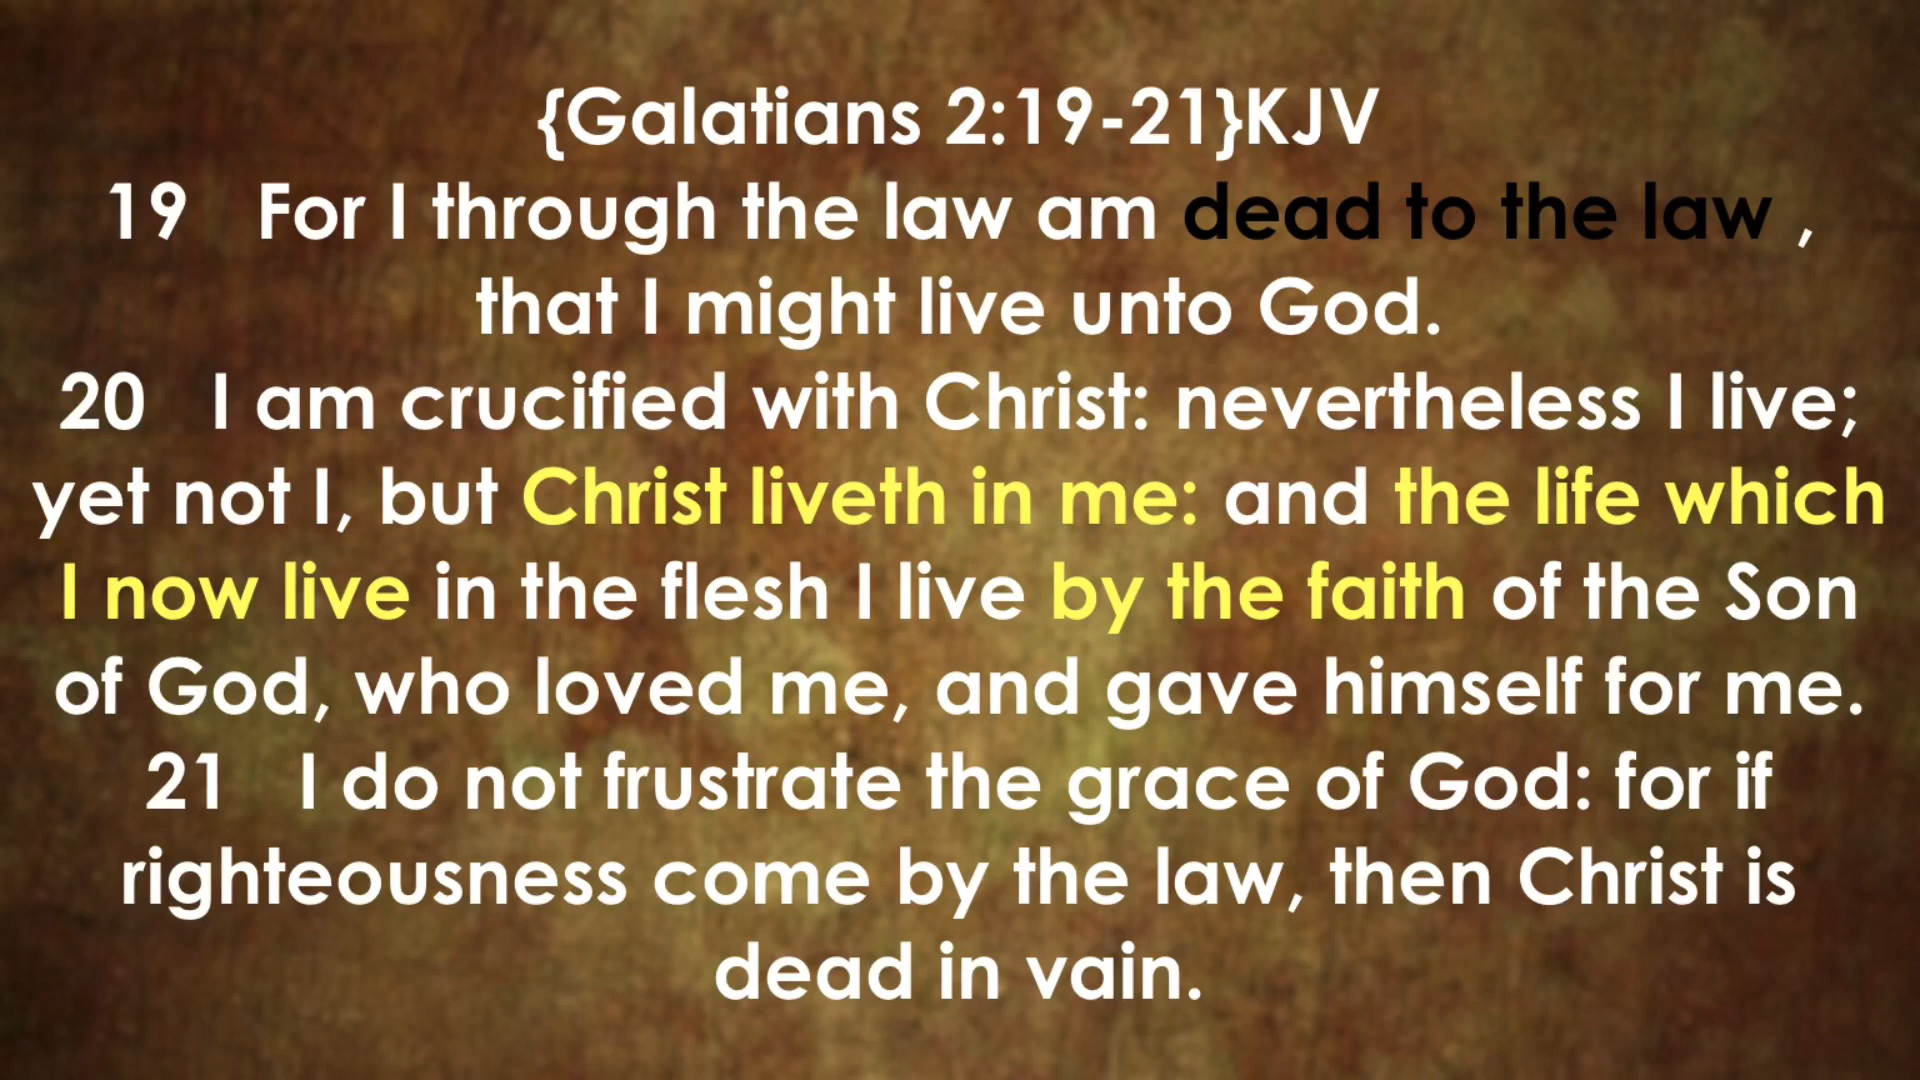 {Galatians 2:19-21}KJV
19 For I through the law am dead to the law ,
that I might live unto God.
20 I am crucified with Christ: nevertheless I live;
yet not I, but Christ liveth in me: and the life which
I now live in the flesh I live by the faith of the Son
of God, who loved me, and gave himself for me.
21 I do not frustrate the grace of God: for if
righteousness come by the law, then Christ is
dead in vain.